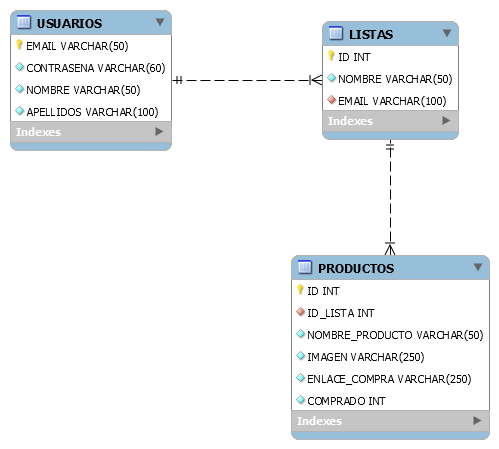 USUARIOS
EMAIL VARCHAR(50)
CONTRASENA VARCHAR(60)
NOMBRE VARCHAR(50)
APELLIDOS VARCHAR(100)
Indexes
LISTAS
ID INT
NOMBRE VARCHAR(50)
EMAIL VARCHAR(100)
Indexes
PRODUCTOS
ID INT
ID_LISTA INT
NOMBRE_PRODUCTO VARCHAR(50)
IMAGEN VARCHAR(250)
ENLACE_COMPRA VARCHAR(250)
COMPRADO INT
Indexes